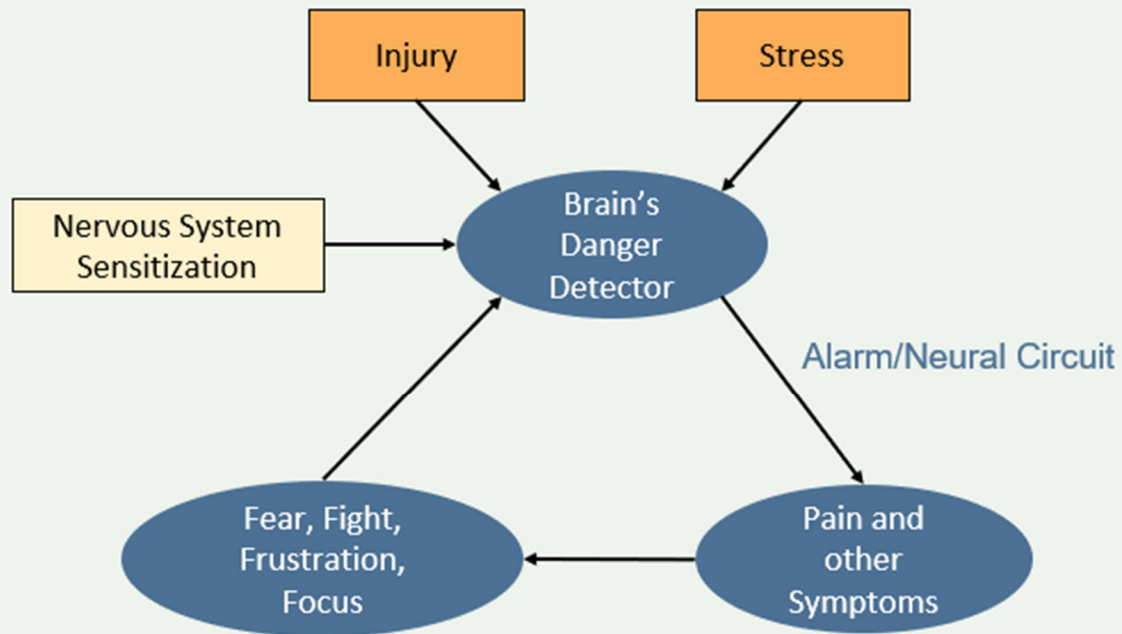 Injury
Stress
Brain’s
Danger
Detector
Nervous System
Sensitization
Alarm/Neural Circuit
Fear, Fight,
Frustration,
Focus
Pain and
other
Symptoms